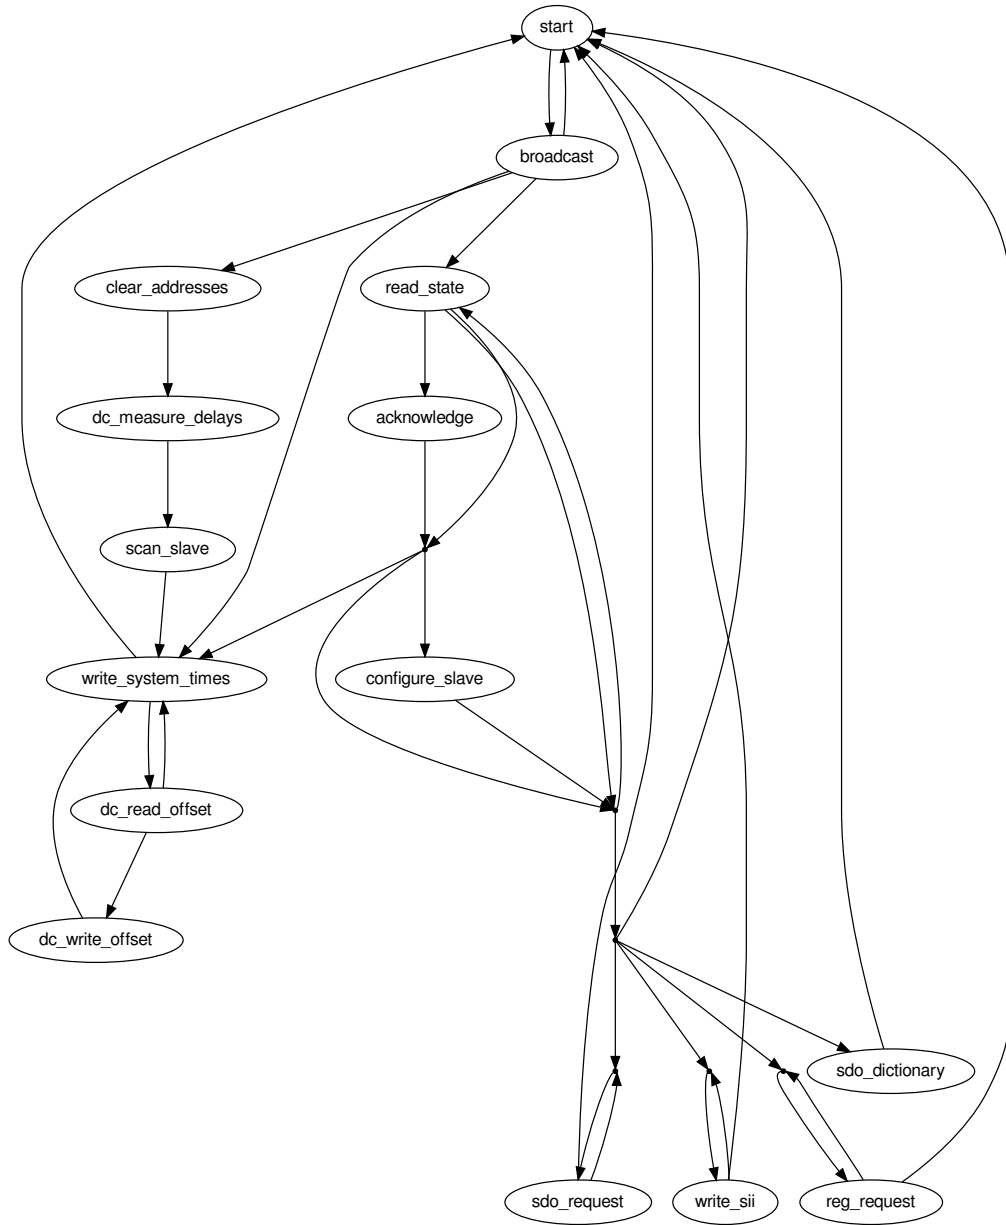 start
broadcast
clear_addresses
read_state
dc_measure_delays
acknowledge
scan_slave
write_system_times
configure_slave
dc_read_offset
dc_write_offset
sdo_dictionary
sdo_request
write_sii
reg_request